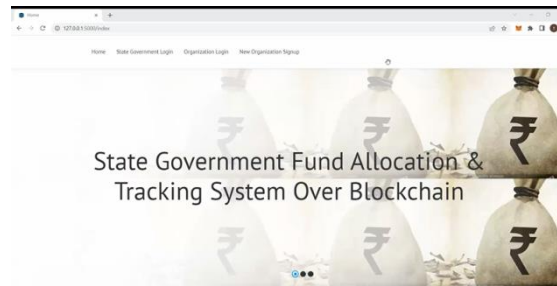 Home
127.0.0.1:5000/index
Home State Government Login Organization Login New Organization Signup
State Government Fund Allocation &
Tracking System Over Blockchain
₹ ₹ ₹
₹ ₹ ₹